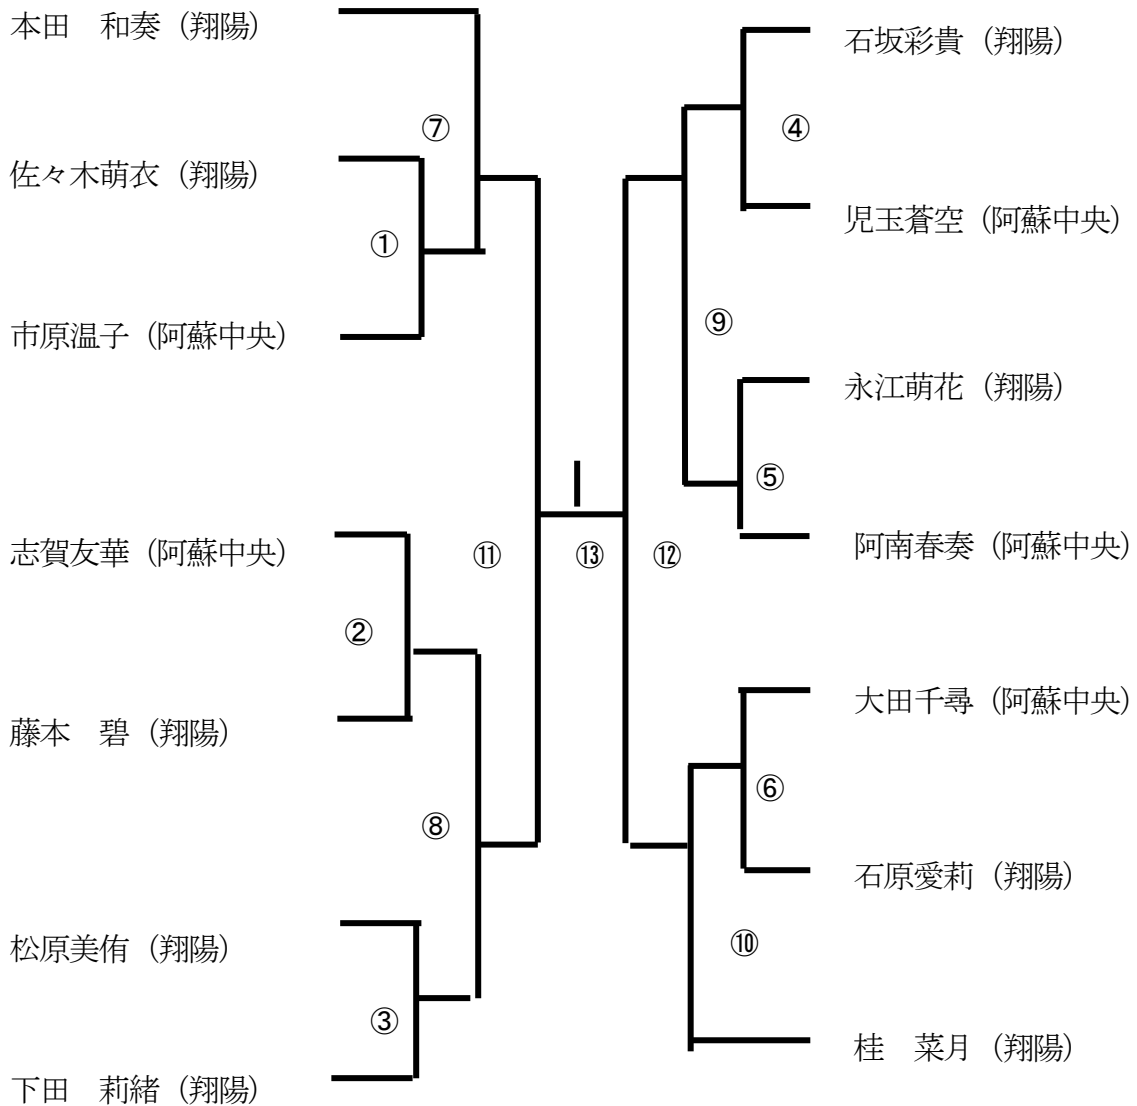 本田　和奏（翔陽）
⑦
佐々木萌衣（翔陽）
①
市原温子（阿蘇中央）
志賀友華（阿蘇中央）
②
藤本　碧（翔陽）
⑧
松原美侑（翔陽）
③
下田　莉緒（翔陽）
⑪
⑬
⑫
石坂彩貴（翔陽）
④
児玉蒼空（阿蘇中央）
⑨
永江萌花（翔陽）
⑤
阿南春奏（阿蘇中央）
大田千尋（阿蘇中央）
⑥
石原愛莉（翔陽）
⑩
桂　菜月（翔陽）